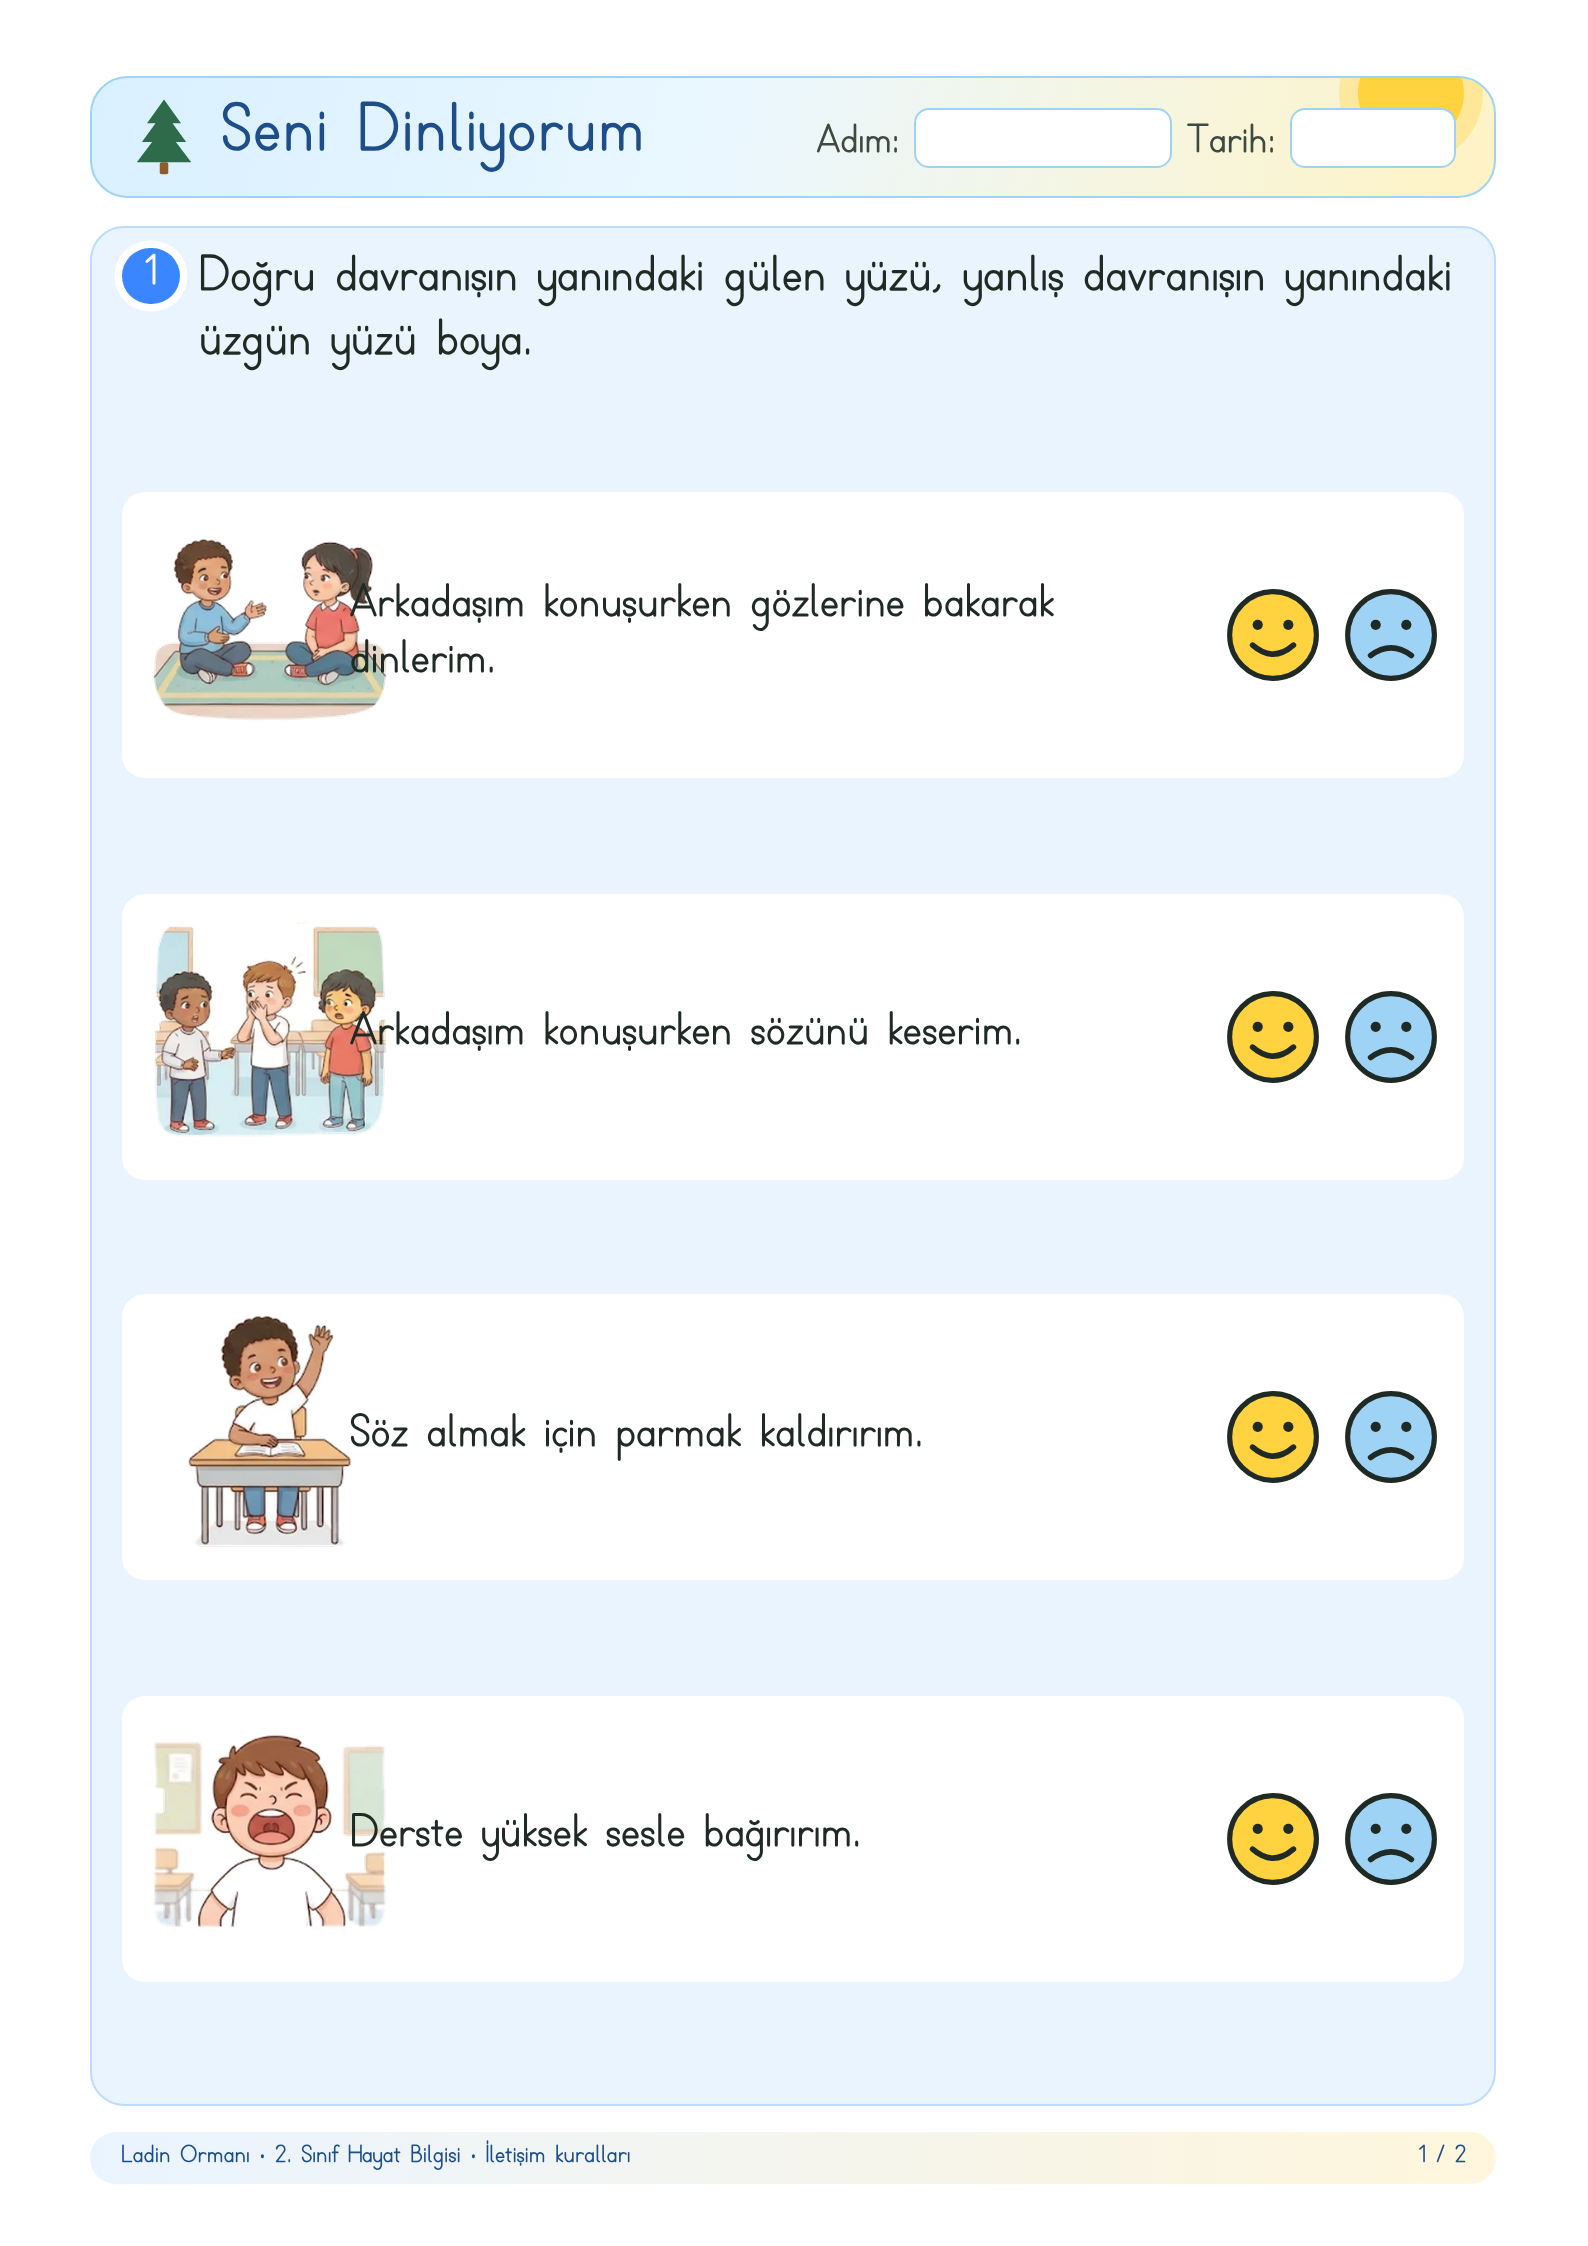 Seni Dinliyorum
Adım:
Tarih:
1
Doğru davranışın yanındaki gülen yüzü, yanlış davranışın yanındaki
üzgün yüzü boya.
Arkadaşım konuşurken gözlerine bakarak
dinlerim.
Arkadaşım konuşurken sözünü keserim.
Söz almak için parmak kaldırırım.
Derste yüksek sesle bağırırım.
Ladin Ormanı • 2. Sınıf Hayat Bilgisi • İletişim kuralları
1 / 2